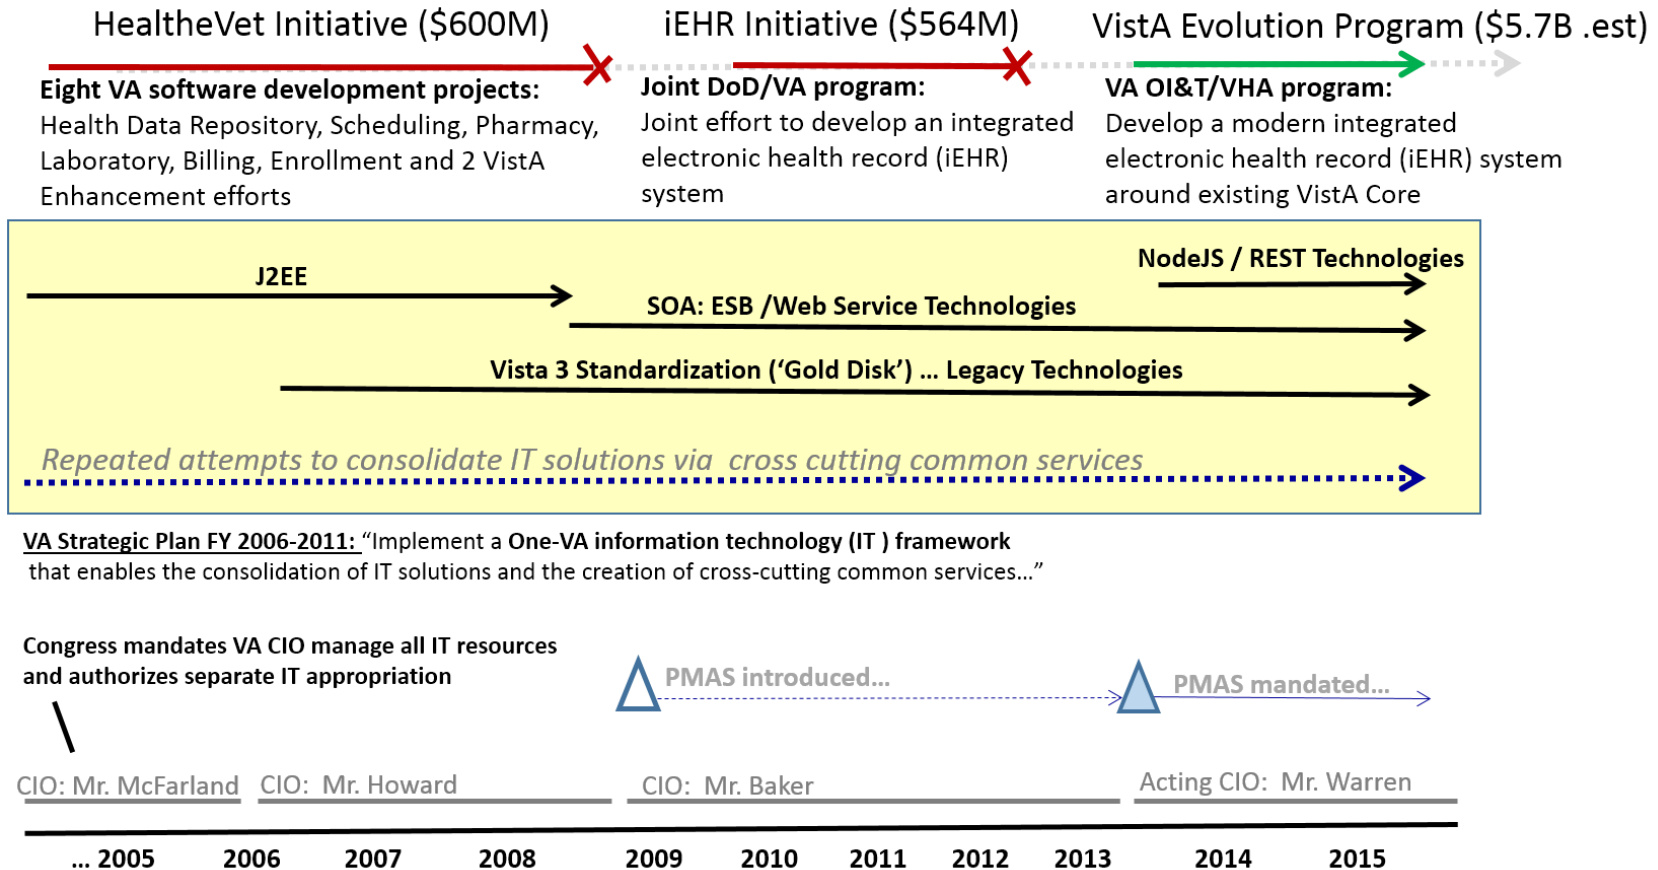 HealtheVet Initiative ($600M)
iEHR Initiative ($564M)
VistA Evolution Program ($5.7B .est)
Eight VA software development projects:
Health Data Repository, Scheduling, Pharmacy,
Laboratory, Billing, Enrollment and 2 VistA
Enhancement efforts
Joint DoD/VA program:
Joint effort to develop an integrated
electronic health record (iEHR)
system
VA OI&T/VHA program:
Develop a modern integrated
electronic health record (iEHR) system
around existing VistA Core
J2EE
NodeJS / REST Technologies
SOA: ESB /Web Service Technologies
Vista 3 Standardization (‘Gold Disk’) ... Legacy Technologies
Repeated attempts to consolidate IT solutions via  cross cutting common services
VA Strategic Plan FY 2006-2011: “Implement a One-VA information technology (IT ) framework
that enables the consolidation of IT solutions and the creation of cross-cutting common services…”
Congress mandates VA CIO manage all IT resources
and authorizes separate IT appropriation
PMAS introduced…
PMAS mandated…
CIO: Mr. McFarland
CIO:  Mr. Howard
CIO:  Mr. Baker
Acting CIO:  Mr. Warren
... 2005 2006 2007 2008 2009 2010 2011 2012 2013 2014 2015